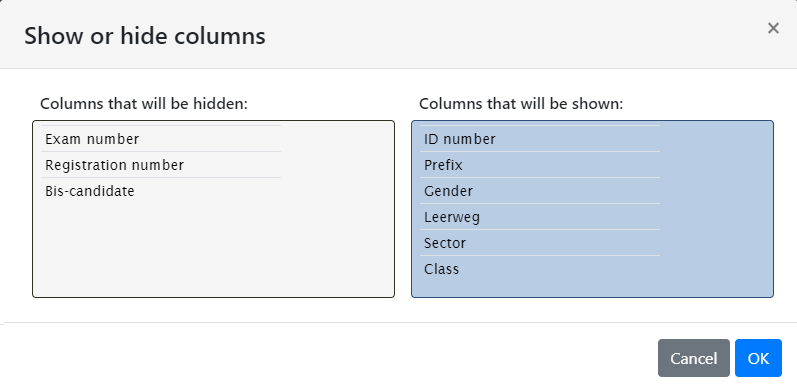 Show or hide columns
×
Columns that will be hidden:
Exam number
Registration number
Bis-candidate
Columns that will be shown:
ID number
Prefix
Gender
Leerweg
Sector
Class
Cancel
OK